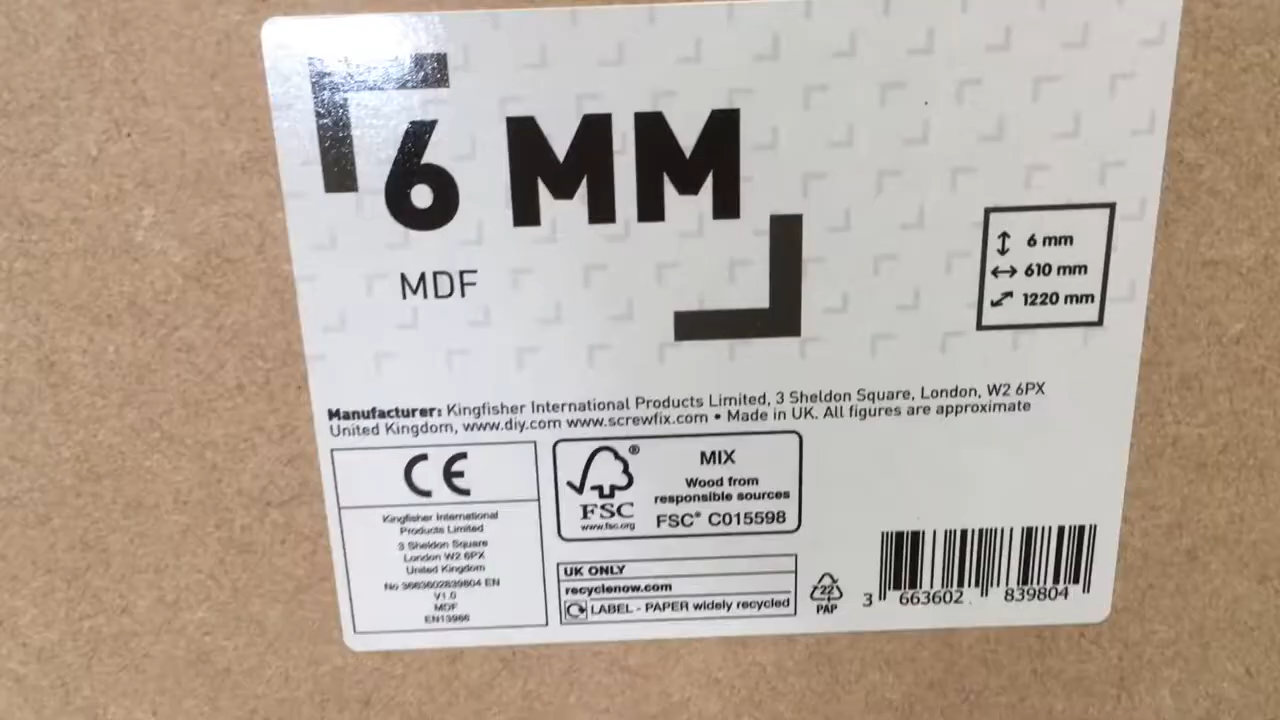 6 MM
MDF
6 mm
610 mm
1220 mm
Manufacturer: Kingfisher International Products Limited, 3 Sheldon Square, London, W2 6PX
United Kingdom, www.diy.com www.screwfix.com • Made in UK. All figures are approximate
CE
Kingfisher International
Products Limited
3 Sheldon Square
London W2 6PX
United Kingdom
No 3663602839804 EN
V1.0
MDF
EN13986
FSC®
www.fsc.org
MIX
Wood from
responsible sources
FSC® C015598
UK ONLY
recyclenow.com
LABEL - PAPER widely recycled
22
PAP
3 663602 839804